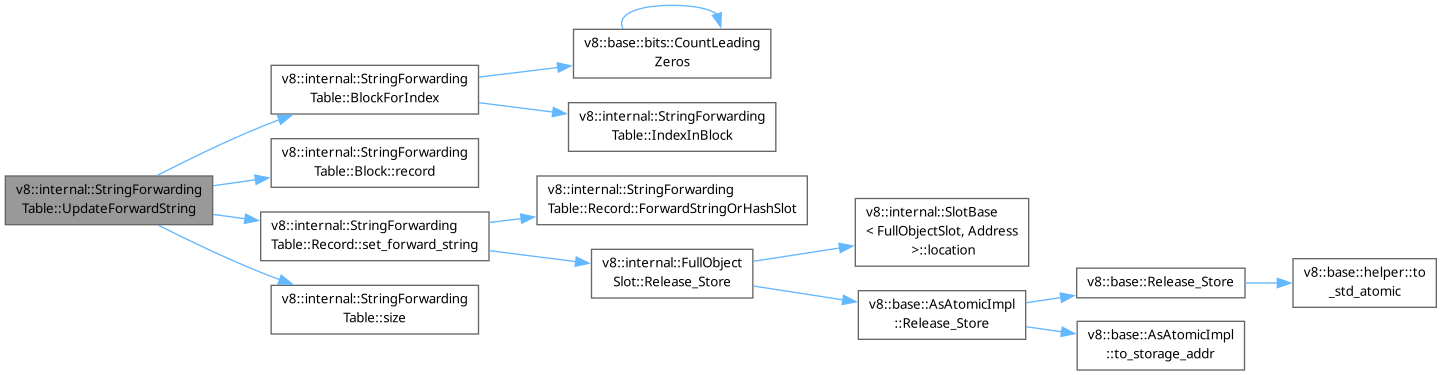 v8::internal::StringForwarding
Table::UpdateForwardString
v8::internal::StringForwarding
Table::BlockForIndex
v8::base::bits::CountLeading
Zeros
v8::internal::StringForwarding
Table::IndexInBlock
v8::internal::StringForwarding
Table::Block::record
v8::internal::StringForwarding
Table::Record::set_forward_string
v8::internal::StringForwarding
Table::Record::ForwardStringOrHashSlot
v8::internal::FullObject
Slot::Release_Store
v8::internal::SlotBase
< FullObjectSlot, Address
>::location
v8::base::AsAtomicImpl
::Release_Store
v8::base::Release_Store
v8::base::helper::to
_std_atomic
v8::base::AsAtomicImpl
::to_storage_addr
v8::internal::StringForwarding
Table::size